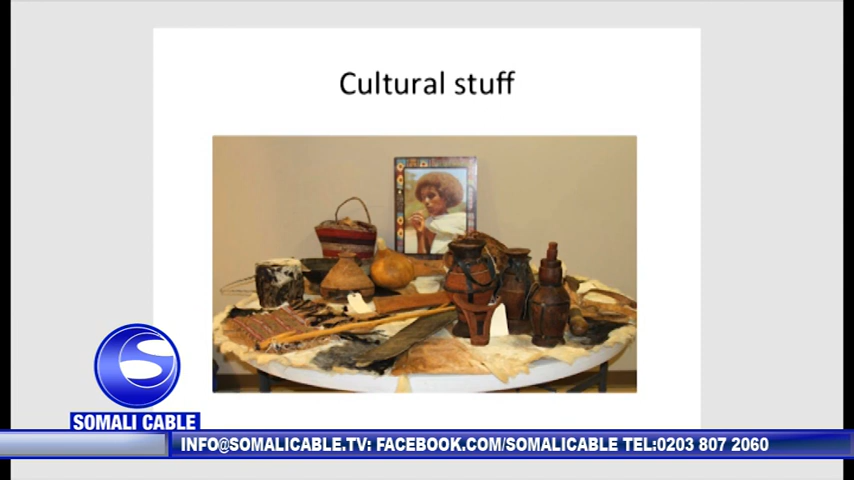 Cultural stuff
SOMALI CABLE
INFO@SOMALICABLE.TV: FACEBOOK.COM/SOMALICABLE TEL:0203 807 2060